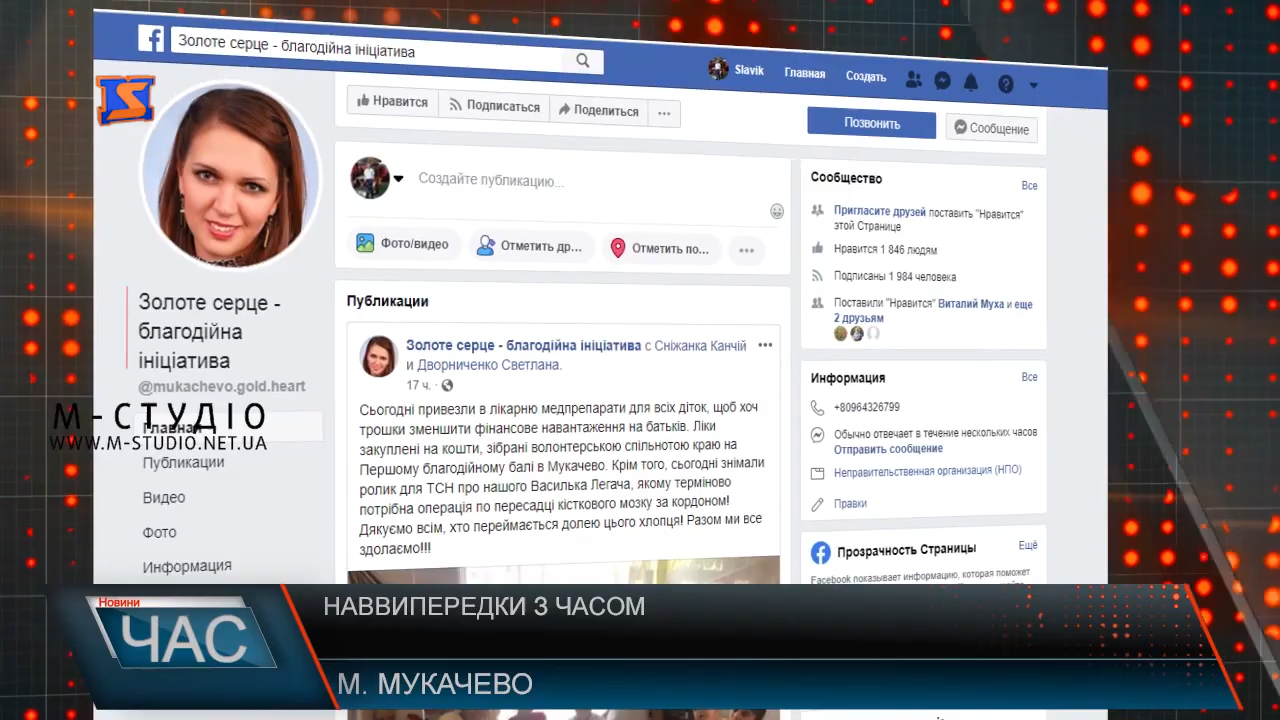 Золоте серце - благодійна ініціатива
Slavik
Главная
Создать
Нравится
Подписаться
Поделиться
Позвонить
Сообщение
Создайте публикацию...
Фото/видео
Отметить др...
Отметить по...
Публикации
Золоте серце - благодійна ініціатива с Сніжанка Канчій
и Дворниченко Светлана.
17 ч.
Сьогодні привезли в лікарню медпрепарати для всіх діток, щоб хоч
трошки зменшити фінансове навантаження на батьків. Ліки
закуплені на кошти, зібрані волонтерською спільнотою краю на
Першому благодійному балі в Мукачево. Крім того, сьогодні знімали
ролик для ТСН про нашого Василька Легача, якому терміново
потрібна операція по пересадці кісткового мозку за кордоном!
Дякуємо всім, хто переймається долею цього хлопця! Разом ми все
здолаємо!!!
Золоте серце -
благодійна
ініціатива
@mukachevo.gold.heart
М-СТУДІО
Главная
WWW.M-STUDIO.NET.UA
Публикации
Видео
Фото
Информация
Сообщество
Все
Пригласите друзей поставить "Нравится"
этой Странице
Нравится 1 846 людям
Подписаны 1 984 человека
Поставили "Нравится" Виталий Муха и еще
2 друзьям
Информация
Все
+80964326799
Обычно отвечает в течение нескольких часов
Отправить сообщение
Неправительственная организация (НПО)
Правки
Прозрачность Страницы
Ещё
Facebook показывает информацию, которая поможет
Новини
ЧАС
НАВВИПЕРЕДКИ З ЧАСОМ
М. МУКАЧЕВО